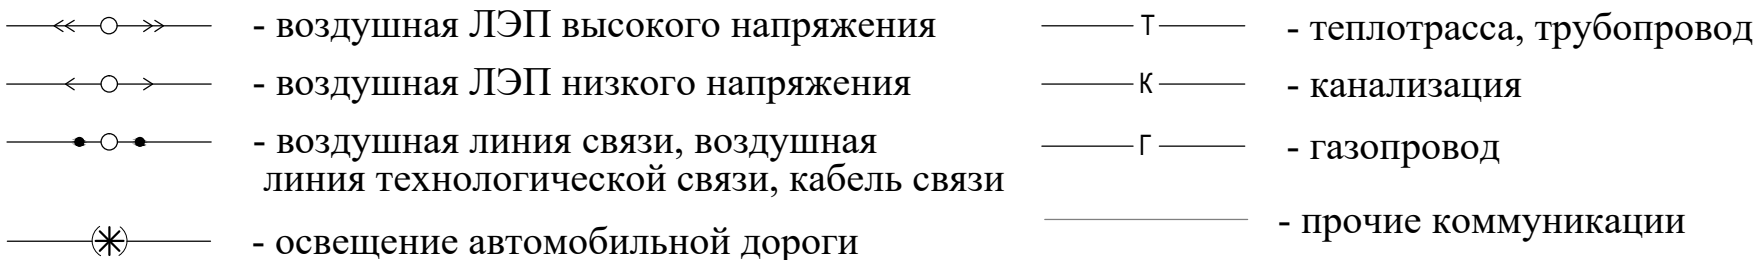 - воздушная ЛЭП высокого напряжения
- воздушная ЛЭП низкого напряжения
- воздушная линия связи, воздушная
линия технологической связи, кабель связи
- освещение автомобильной дороги
Т - теплотрасса, трубопровод
К - канализация
Г - газопровод
- прочие коммуникации